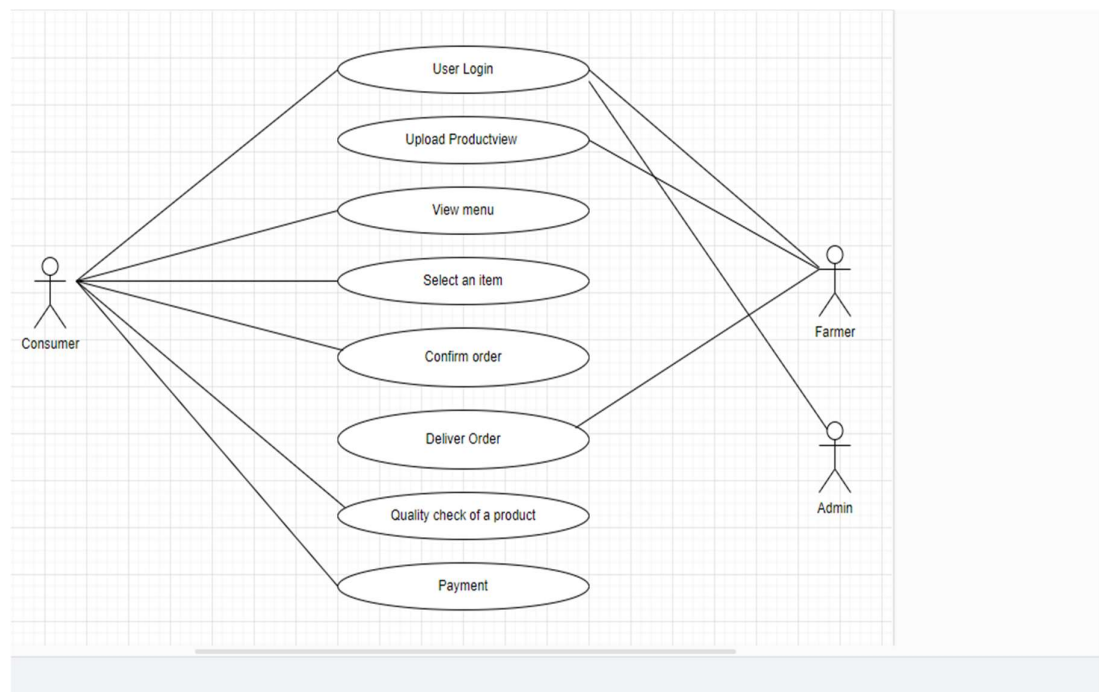 User Login
Upload Productview
View menu
Select an item
Confirm order
Deliver Order
Quality check of a product
Payment
Consumer
Farmer
Admin